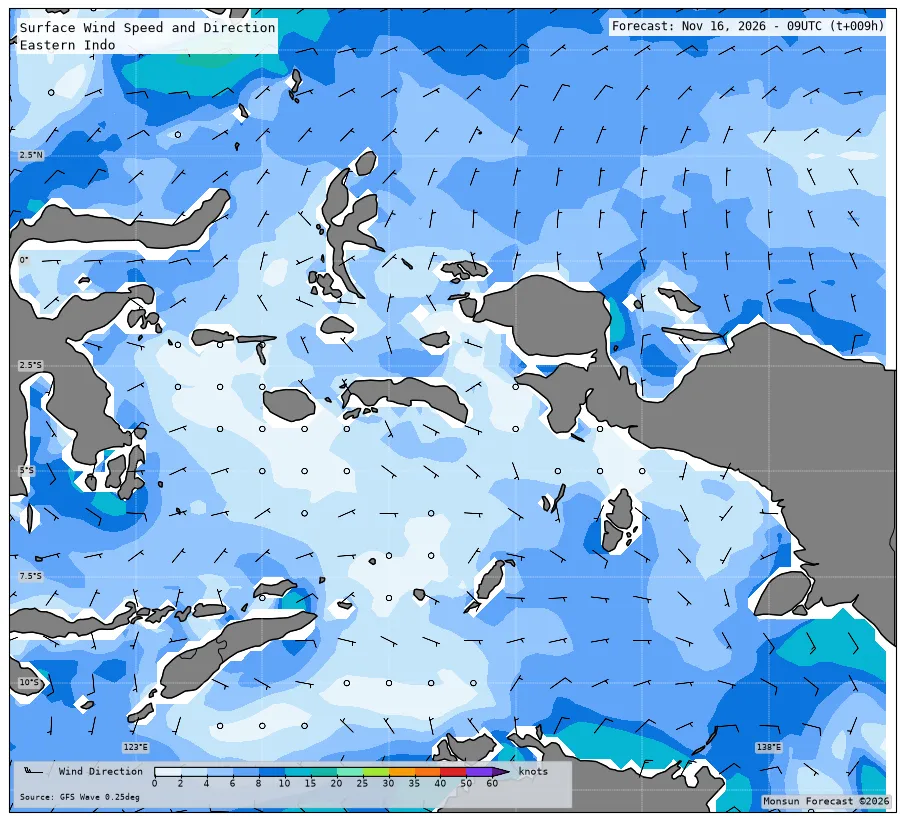 Surface Wind Speed and Direction
Eastern Indo
Forecast: Nov 16, 2026 - 09UTC (t+009h)
2.5°N
0°
2.5°S
5°S
7.5°S
10°S
123°E
138°E
Wind Direction
knots
0 2 4 6 8 10 15 20 25 30 35 40 50 60
Source: GFS Wave 0.25deg
Monsun Forecast ©2026